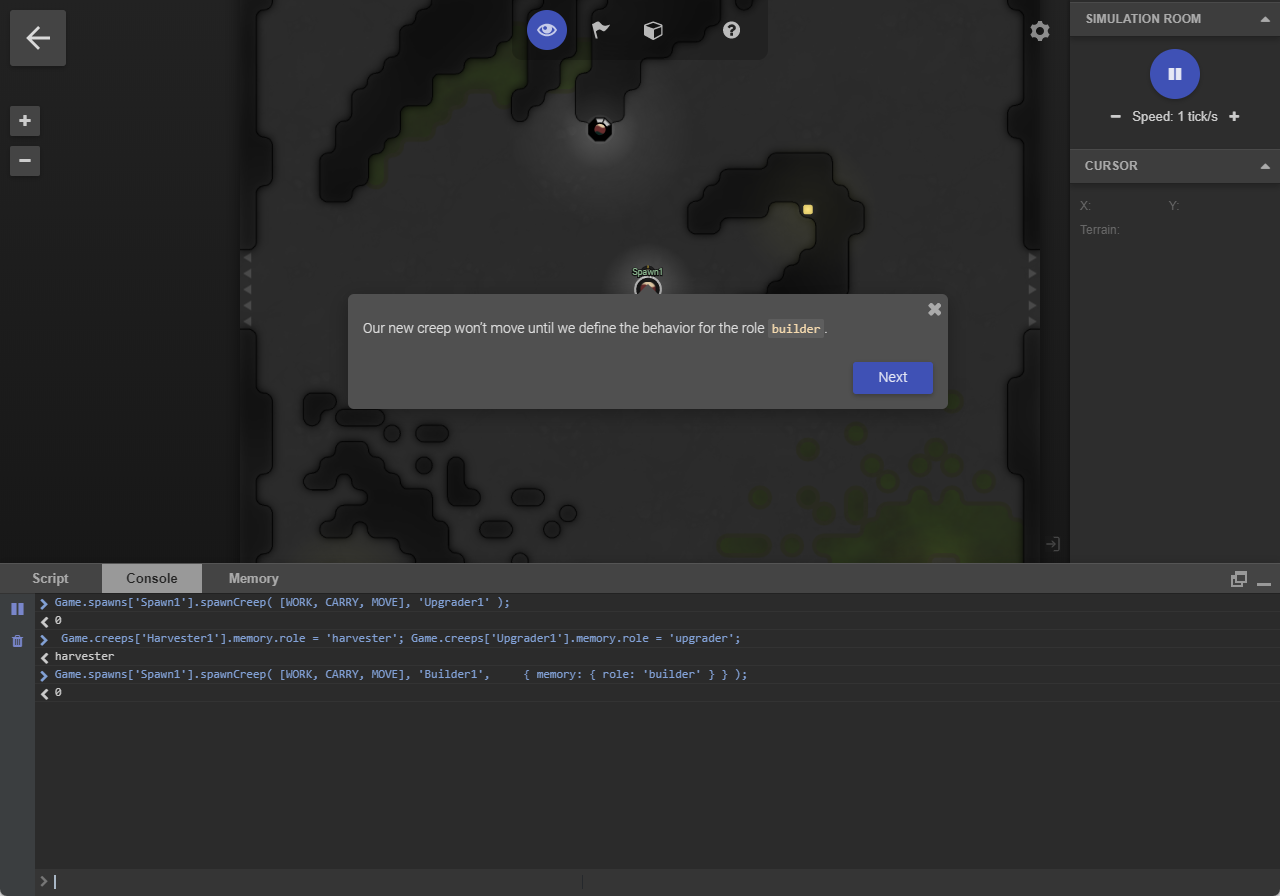 SIMULATION ROOM
Speed: 1 tick/s
CURSOR
X: Y:
Terrain:
Spawn1
Our new creep won't move until we define the behavior for the role builder.
Next
Script Console Memory
Game.spawns['Spawn1'].spawnCreep( [WORK, CARRY, MOVE], 'Upgrader1' );
0
Game.creeps['Harvester1'].memory.role = 'harvester'; Game.creeps['Upgrader1'].memory.role = 'upgrader';
harvester
Game.spawns['Spawn1'].spawnCreep( [WORK, CARRY, MOVE], 'Builder1',     { memory: { role: 'builder' } } );
0